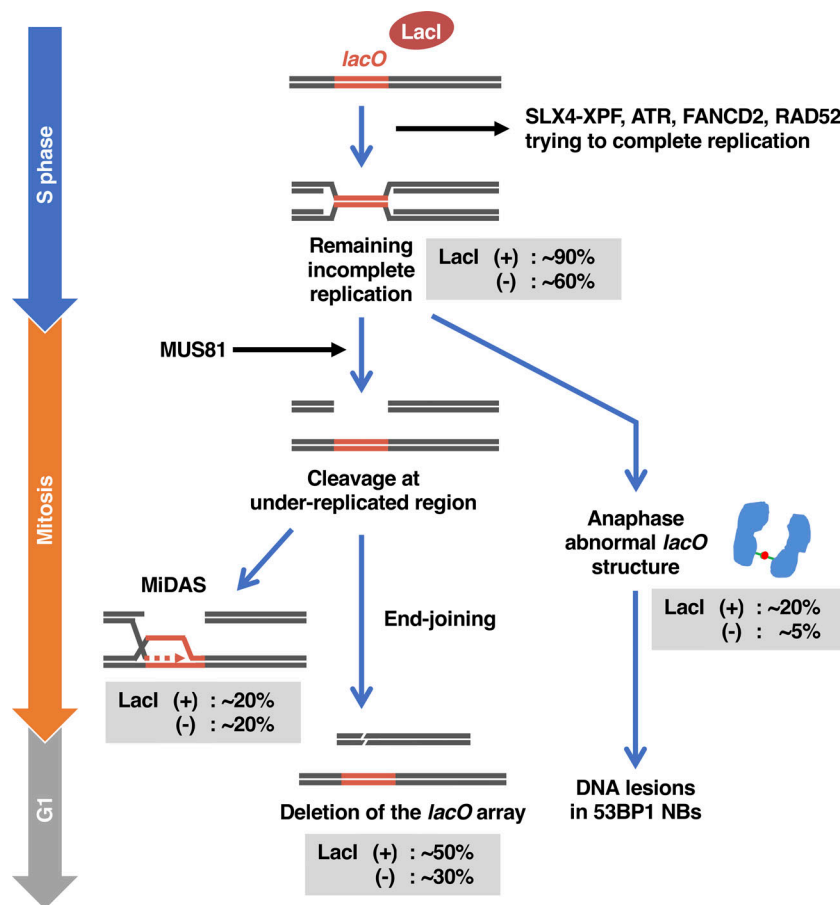 LacI
lacO
S phase
SLX4-XPF, ATR, FANCD2, RAD52
trying to complete replication
Remaining
incomplete
replication
LacI (+) : ~90%
(-) : ~60%
MUS81
Mitosis
Cleavage at
under-replicated region
Anaphase
abnormal lacO
structure
LacI (+) : ~20%
(-) : ~5%
MiDAS
End-joining
LacI (+) : ~20%
(-) : ~20%
G1
Deletion of the lacO array
LacI (+) : ~50%
(-) : ~30%
DNA lesions
in 53BP1 NBs